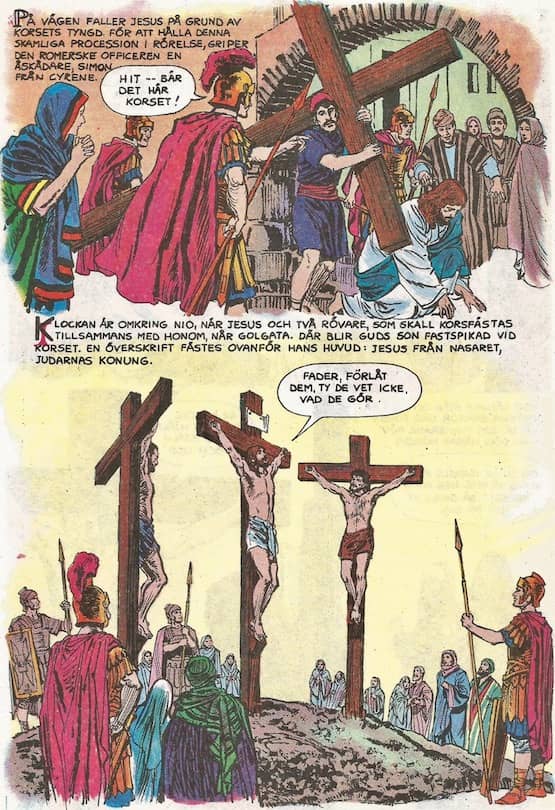 PÅ VÄGEN FALLER JESUS PÅ GRUND AV
KORSETS TYNGD. FÖR ATT HÅLLA DENNA
SKAMLIGA PROCESSION I RÖRELSE, GRIPER
DEN ROMERSKE OFFICEREN EN
ÅSKÅDARE, SIMON
FRÅN CYRENE.
HIT -- BÄR
DET HÄR
KORSET!
KLOCKAN ÄR OMKRING NIO, NÄR JESUS OCH TVÅ RÖVARE, SOM SKALL KORSFÄSTAS
TILLSAMMANS MED HONOM, NÅR GOLGATA. DÄR BLIR GUDS SON FASTSPIKAD VID
KORSET. EN ÖVERSKRIFT FÄSTES OVANFÖR HANS HUVUD: JESUS FRÅN NASARET,
JUDARNAS KONUNG.
FADER, FÖRLÅT
DEM, TY DE VET ICKE,
VAD DE GÖR.